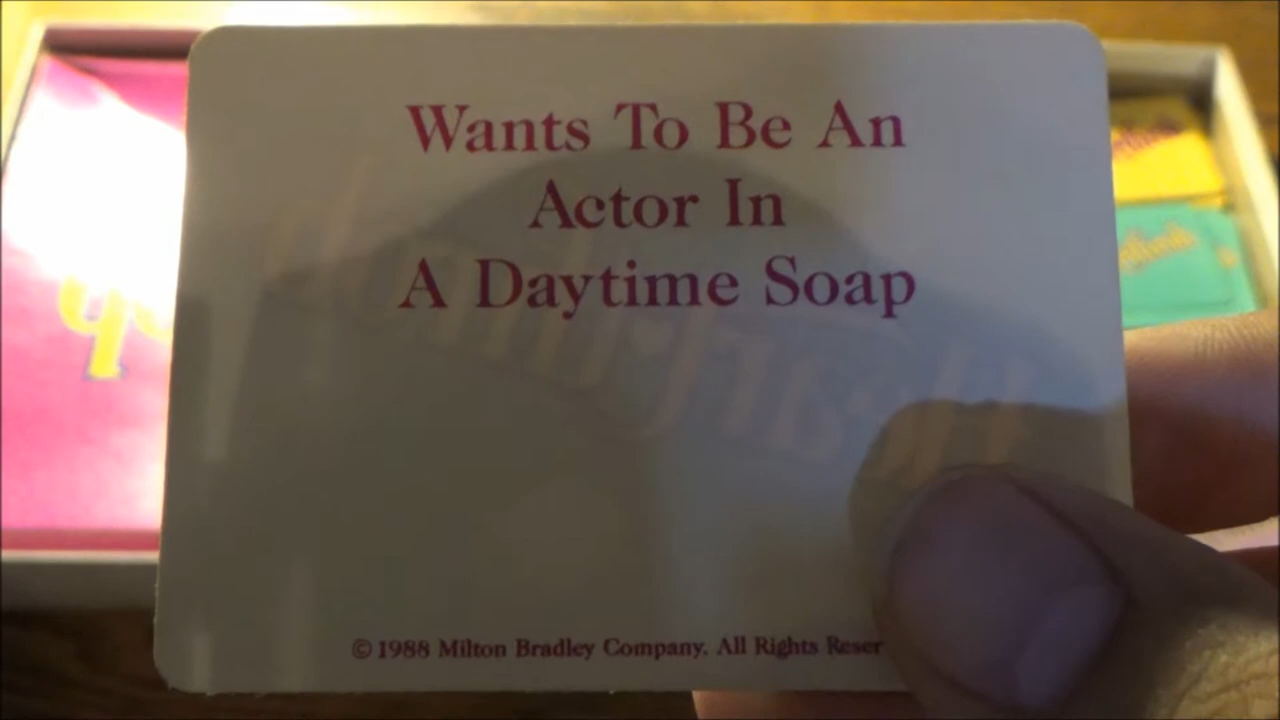 Wants To Be An
Actor In
A Daytime Soap
© 1988 Milton Bradley Company. All Rights Reser